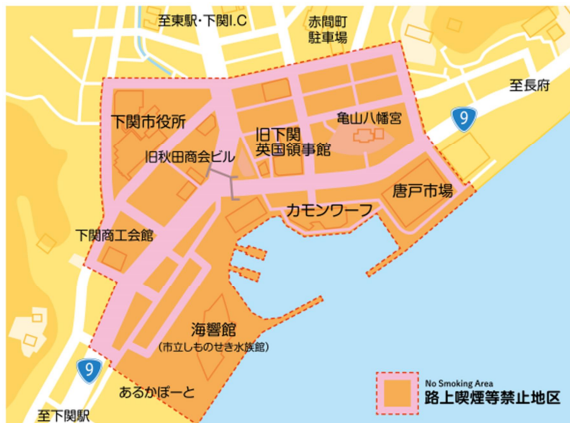 至東駅・下関I.C
赤間町
駐車場
至長府
9
下関市役所
旧下関
英国領事館
亀山八幡宮
旧秋田商会ビル
唐戸市場
カモンワーフ
下関商工会館
海響館
(市立しものせき水族館)
9
あるかぽーと
至下関駅
No Smoking Area
路上喫煙等禁止地区